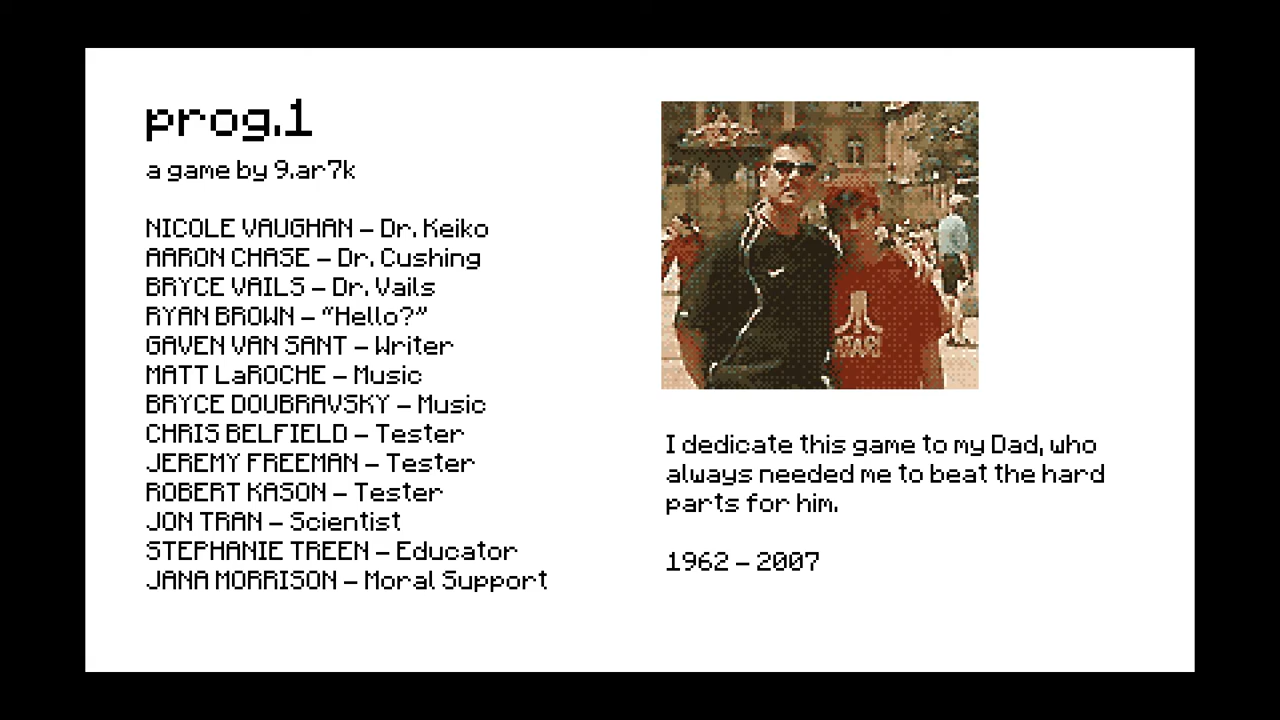 prog.1
a game by 9.ar7k
NICOLE VAUGHAN – Dr. Keiko
AARON CHASE – Dr. Cushing
BRYCE VAILS – Dr. Vails
RYAN BROWN – “Hello?”
GAVEN VAN SANT – Writer
MATT LaROCHE – Music
BRYCE DOUBRAVSKY – Music
CHRIS BELFIELD – Tester
JEREMY FREEMAN – Tester
ROBERT KASON – Tester
JON TRAN – Scientist
STEPHANIE TREEN – Educator
JANA MORRISON – Moral Support
ATARI
I dedicate this game to my Dad, who
always needed me to beat the hard
parts for him.
1962 – 2007